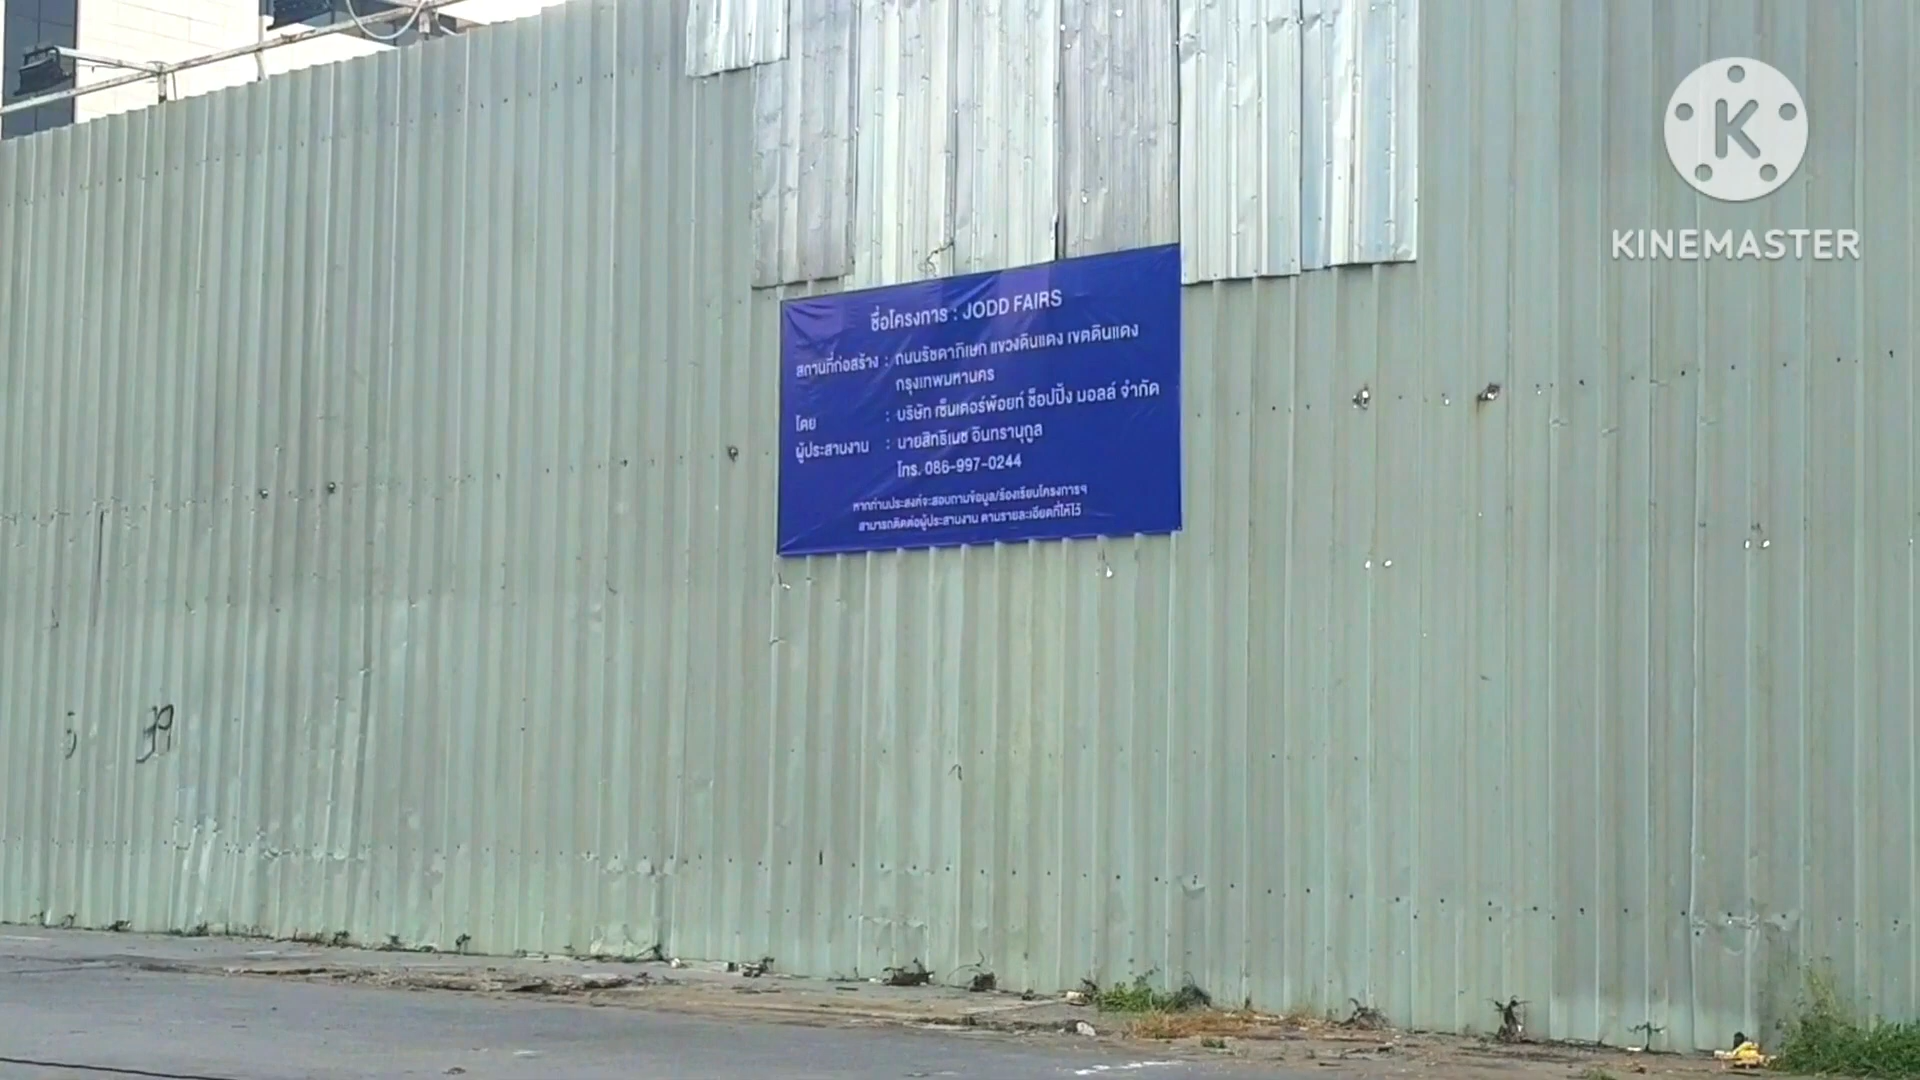 ชื่อโครงการ : JODD FAIRS
สถานที่ก่อสร้าง : ถนนรัชดาภิเษก แขวงดินแดง เขตดินแดง
กรุงเทพมหานคร
โดย : บริษัท เซ็นเตอร์พ้อยท์ ช็อปปิ้ง มอลล์ จำกัด
ผู้ประสานงาน : นายสิทธิเนช อินทรานุกูล
โทร. 086-997-0244
หากท่านประสงค์จะสอบถามข้อมูล/ร้องเรียนโครงการฯ
สามารถติดต่อผู้ประสานงาน ตามรายละเอียดที่ให้ไว้
K
KINEMASTER